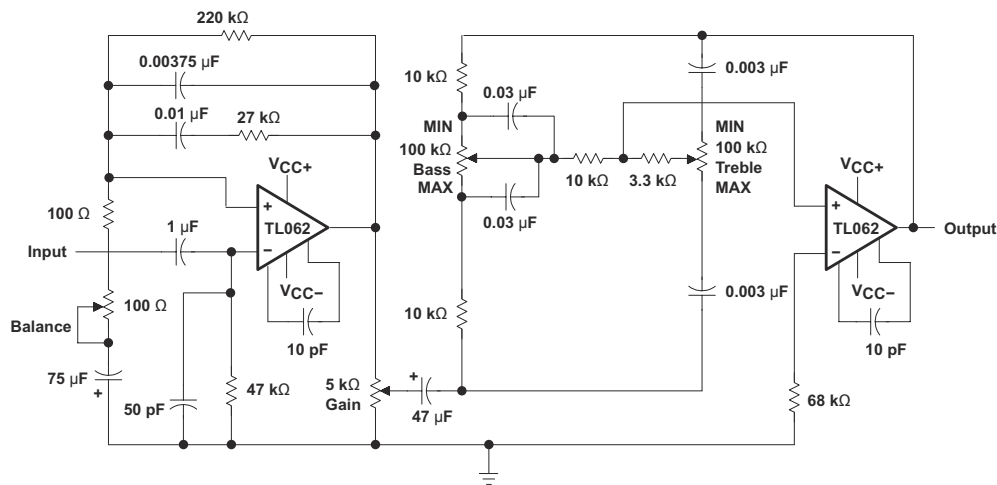 220 kΩ
0.00375 µF
0.01 µF
27 kΩ
VCC+
100 Ω
1 µF
+
TL062
−
Input
VCC−
100 Ω
Balance
10 pF
75 µF
+
50 pF
47 kΩ
5 kΩ
Gain
+
47 µF
10 kΩ
0.03 µF
0.003 µF
MIN
100 kΩ
Bass
MAX
10 kΩ
3.3 kΩ
MIN
100 kΩ
Treble
MAX
0.03 µF
10 kΩ
0.003 µF
VCC+
+
TL062
−
Output
VCC−
10 pF
68 kΩ